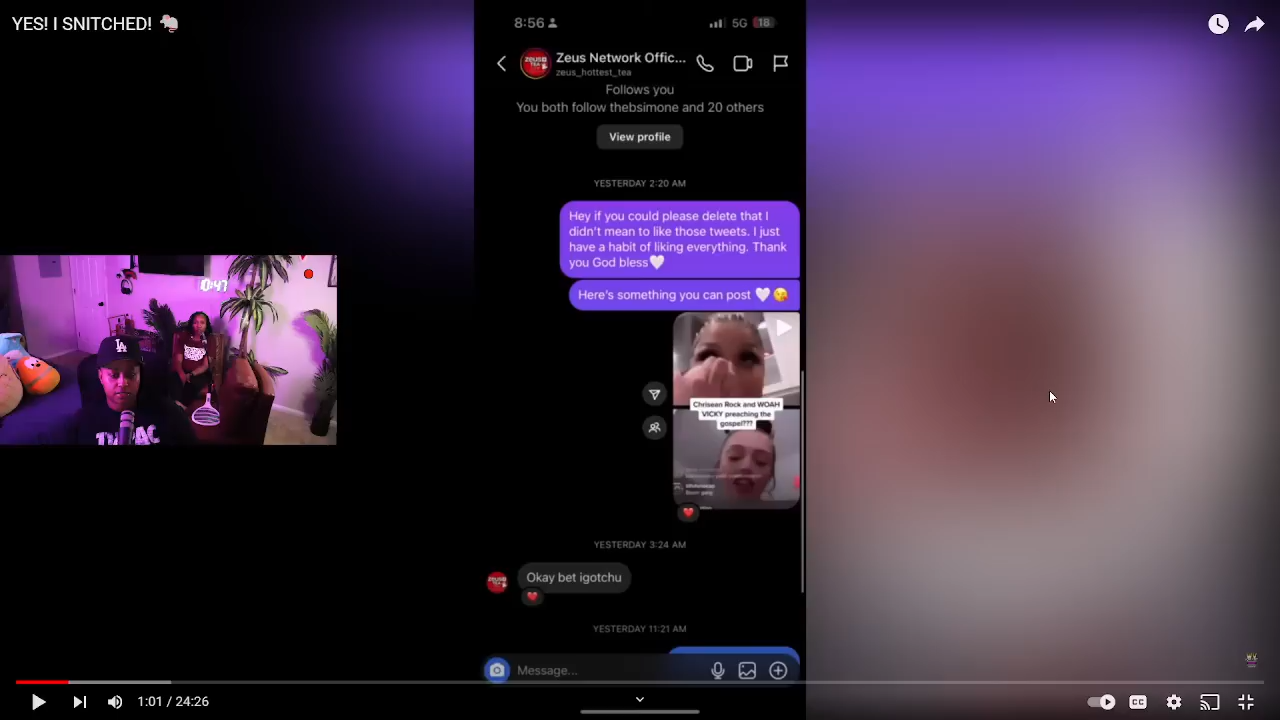 YES! I SNITCHED!
8:56
5G
18
Zeus Network Offic...
zeus_hottest_tea
Follows you
You both follow thebsimone and 20 others
View profile
YESTERDAY 2:20 AM
Hey if you could please delete that I
didn't mean to like those tweets. I just
have a habit of liking everything. Thank
you God bless🤍
Here's something you can post 🤍😘
Chrisean Rock and WOAH
VICKY preaching the
gospel???
10:47
LA
YESTERDAY 3:24 AM
Okay bet igotchu
YESTERDAY 11:21 AM
Message...
1:01 / 24:26
CC